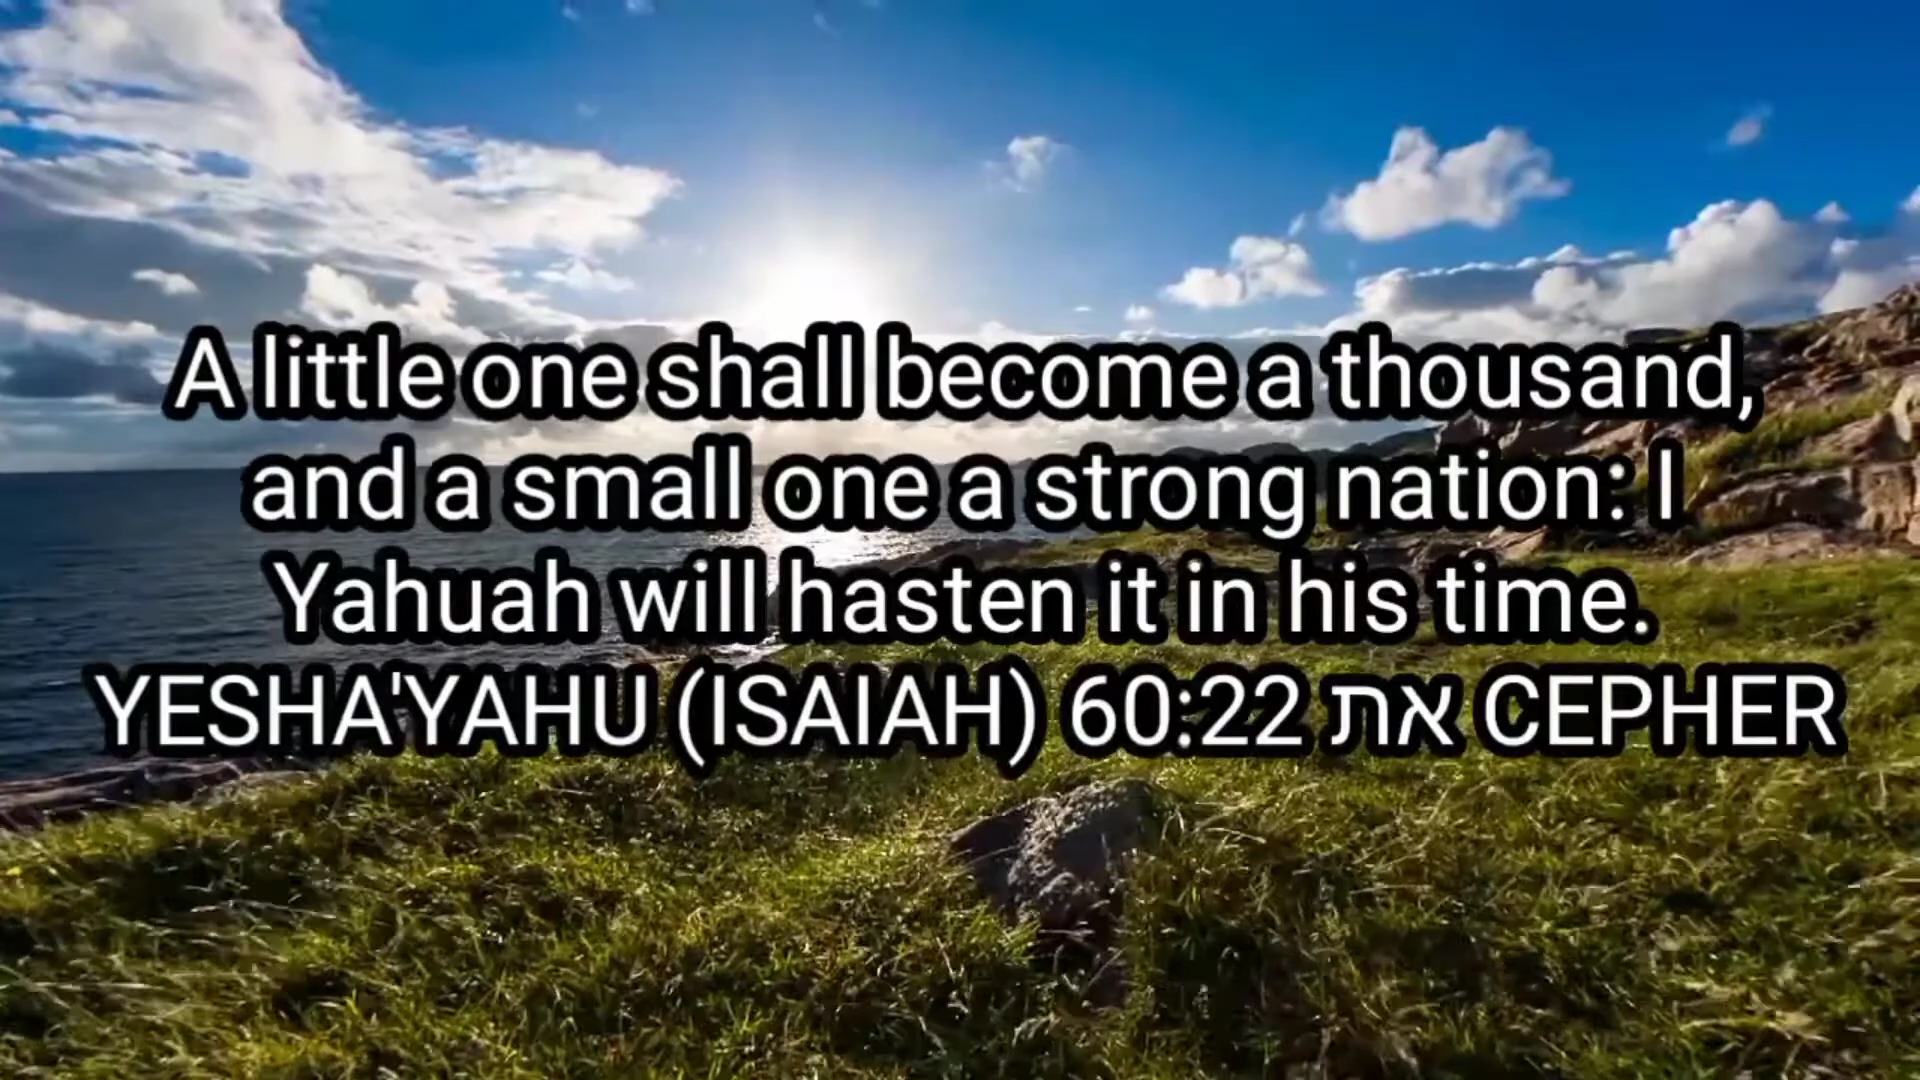 A little one shall become a thousand,
and a small one a strong nation: I
Yahuah will hasten it in his time.
YESHA'YAHU (ISAIAH) 60:22 את CEPHER